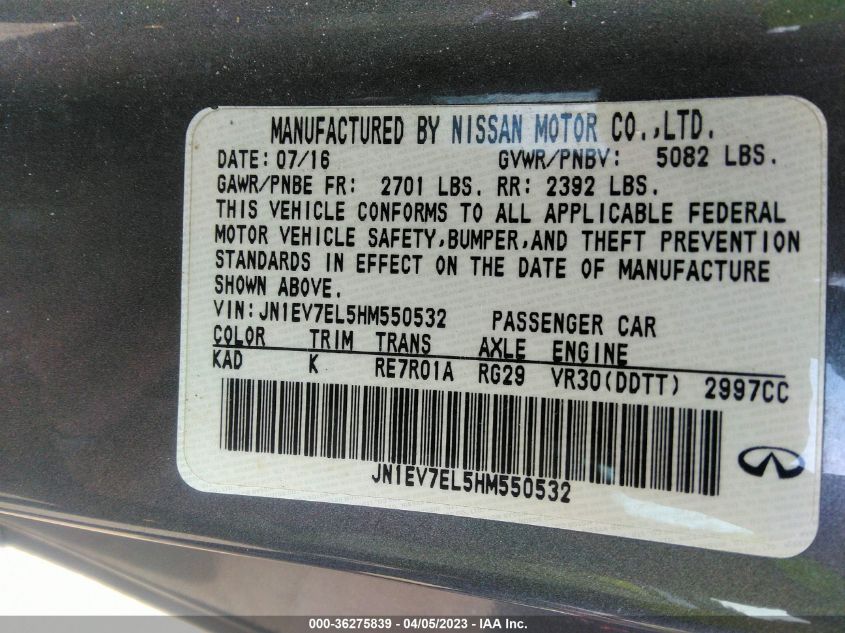 MANUFACTURED BY NISSAN MOTOR CO.,LTD.
DATE: 07/16 GVWR/PNBV: 5082 LBS.
GAWR/PNBE FR: 2701 LBS. RR: 2392 LBS.
THIS VEHICLE CONFORMS TO ALL APPLICABLE FEDERAL
MOTOR VEHICLE SAFETY,BUMPER,AND THEFT PREVENTION
STANDARDS IN EFFECT ON THE DATE OF MANUFACTURE
SHOWN ABOVE.
VIN:JN1EV7EL5HM550532 PASSENGER CAR
COLOR TRIM TRANS AXLE ENGINE
KAD K RE7R01A RG29 VR30(DDTT) 2997CC
JN1EV7EL5HM550532
000-36275839 - 04/05/2023 - IAA, Inc.